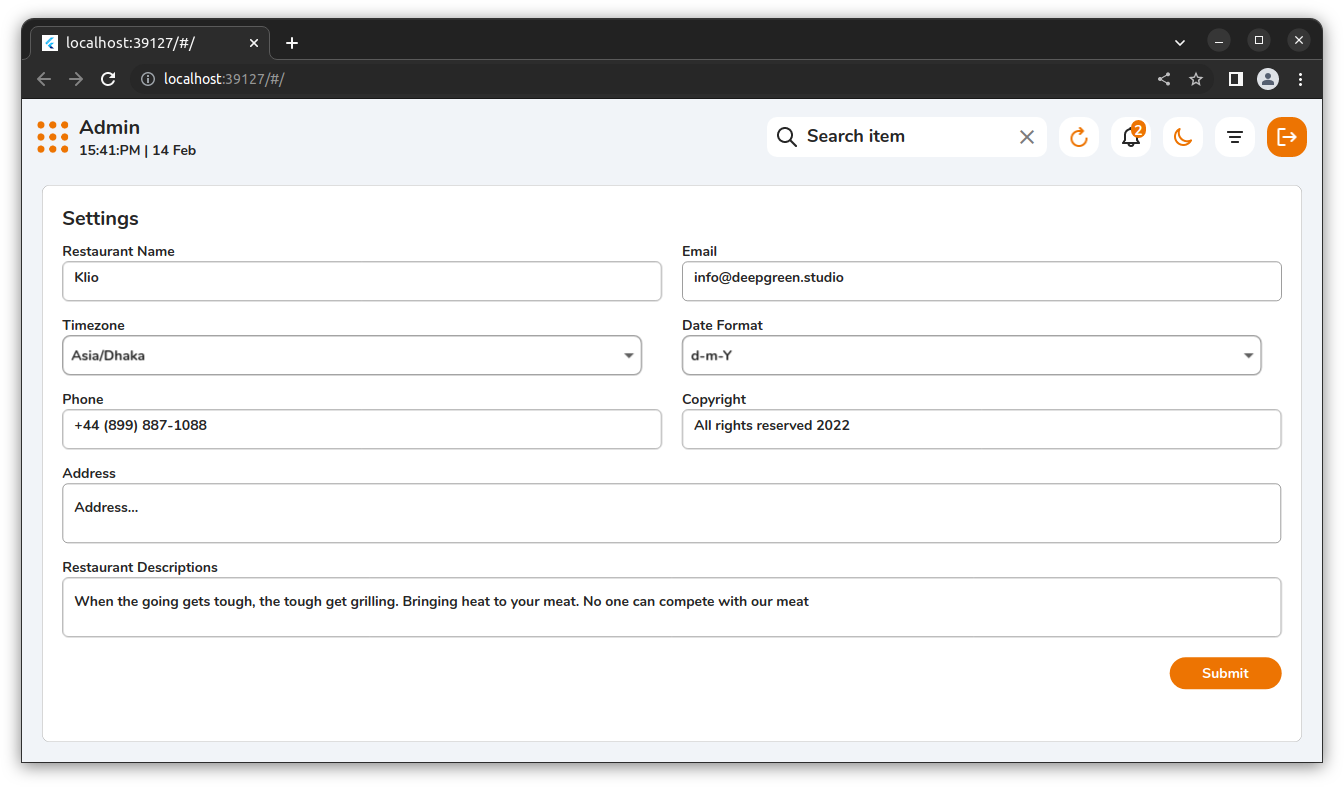 localhost:39127/#/
localhost:39127/#/
Admin
15:41:PM | 14 Feb
Search item
2
Settings
Restaurant Name
Email
Klio
info@deepgreen.studio
Timezone
Date Format
Asia/Dhaka
d-m-Y
Phone
Copyright
+44 (899) 887-1088
All rights reserved 2022
Address
Address...
Restaurant Descriptions
When the going gets tough, the tough get grilling. Bringing heat to your meat. No one can compete with our meat
Submit